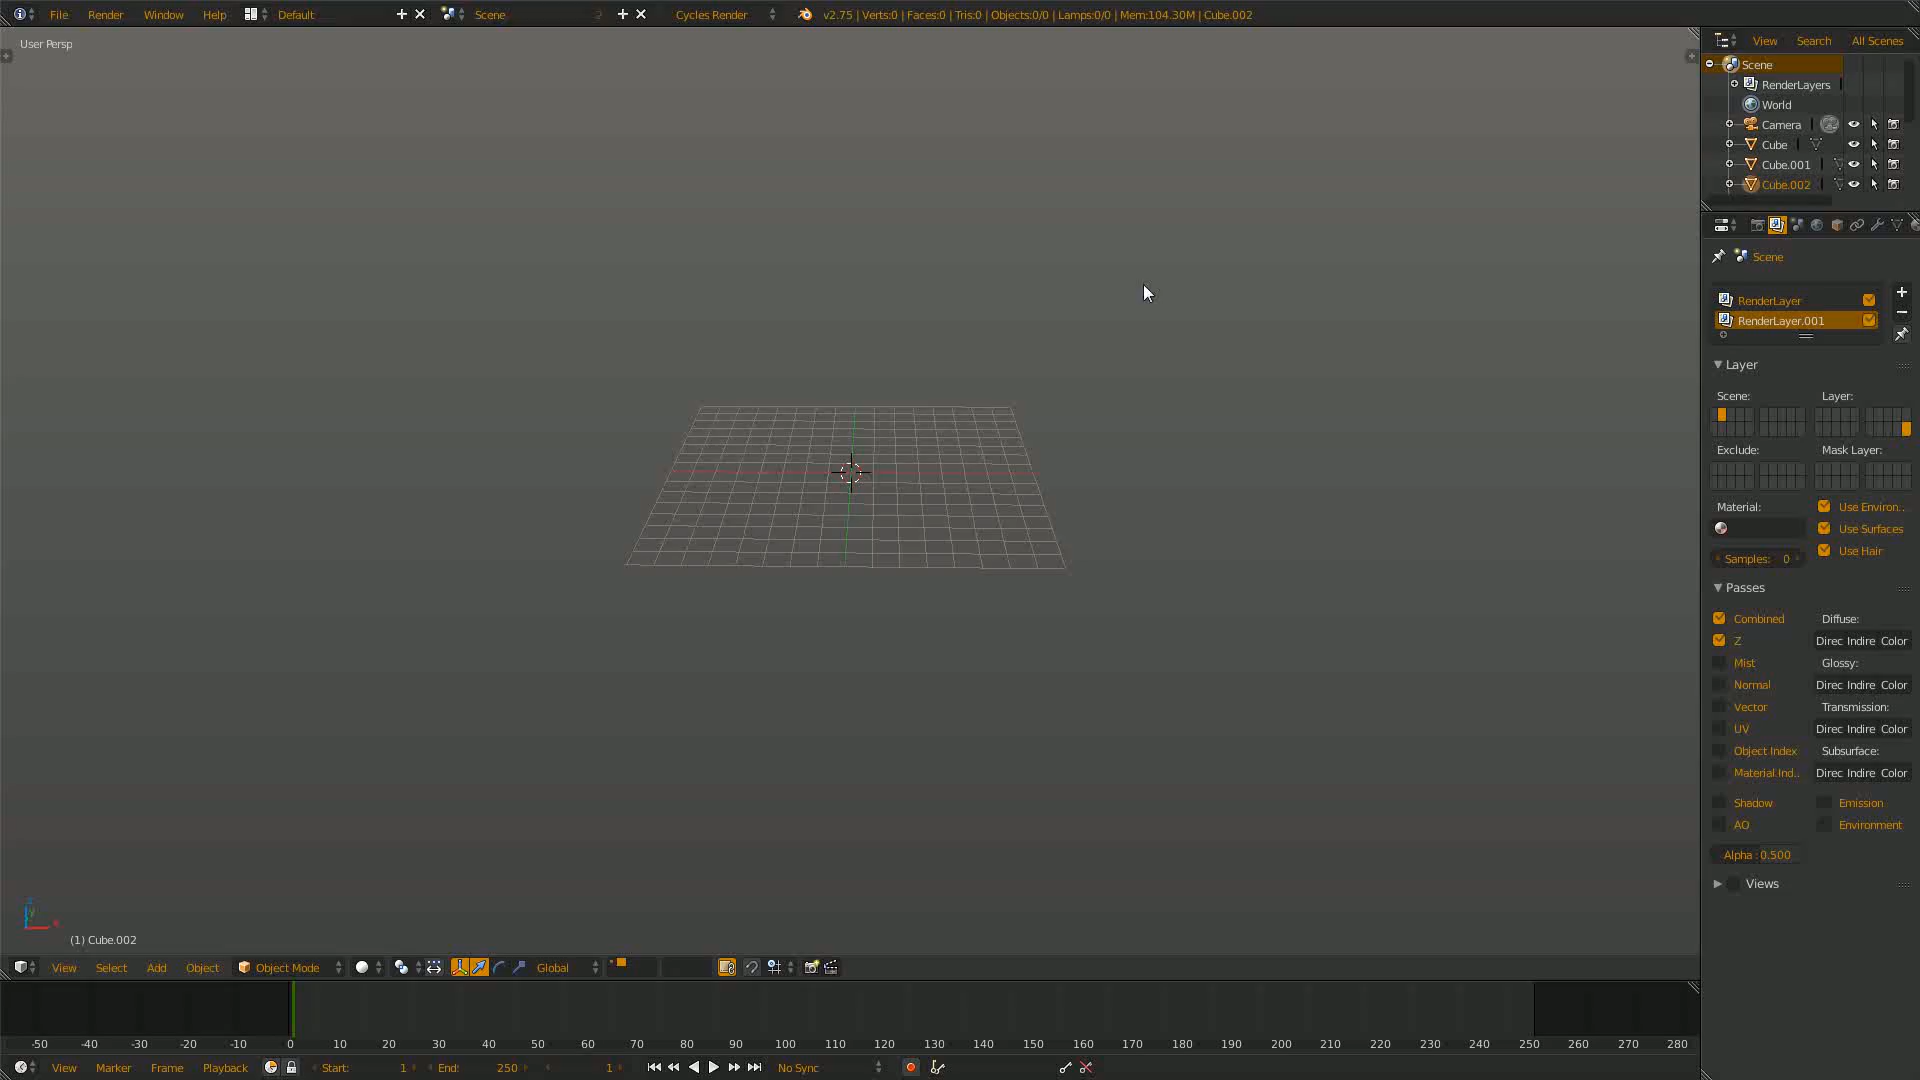 File Render Window Help Default Scene 2 Cycles Render v2.75 | Verts:0 | Faces:0 | Tris:0 | Objects:0/0 | Lamps:0/0 | Mem:104.30M | Cube.002
User Persp
View Search All Scenes
Scene
RenderLayers
World
Camera
Cube
Cube.001
Cube.002
Scene
RenderLayer
RenderLayer.001
Layer
Scene: Layer:
Exclude: Mask Layer:
Material: Use Environ..
Use Surfaces
Samples: 0 Use Hair
Passes
Combined Diffuse:
Z Direc Indire Color
Mist Glossy:
Normal Direc Indire Color
Vector Transmission:
UV Direc Indire Color
Object Index Subsurface:
Material Ind.. Direc Indire Color
Shadow Emission
AO Environment
Alpha : 0.500
Views
(1) Cube.002
View Select Add Object Object Mode Global
-50 -40 -30 -20 -10 0 10 20 30 40 50 60 70 80 90 100 110 120 130 140 150 160 170 180 190 200 210 220 230 240 250 260 270 280
View Marker Frame Playback Start: 1 End: 250 1 No Sync